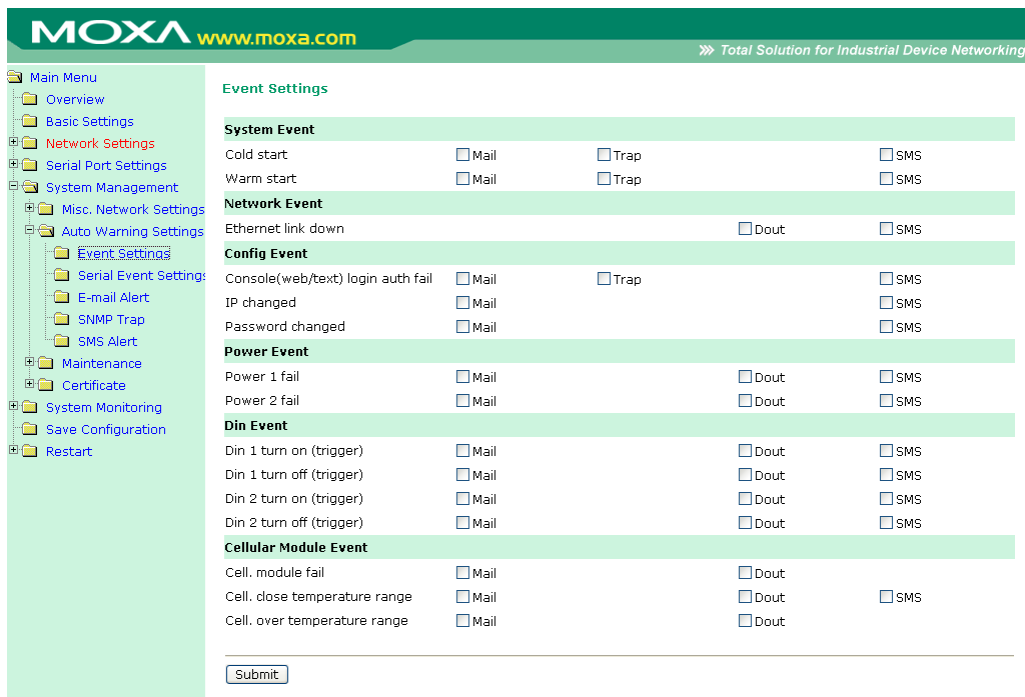 MOXA www.moxa.com
Total Solution for Industrial Device Networking
Main Menu
Overview
Basic Settings
Network Settings
Serial Port Settings
System Management
Misc. Network Settings
Auto Warning Settings
Event Settings
Serial Event Settings
E-mail Alert
SNMP Trap
SMS Alert
Maintenance
Certificate
System Monitoring
Save Configuration
Restart
Event Settings
System Event
Cold start Mail Trap SMS
Warm start Mail Trap SMS
Network Event
Ethernet link down Dout SMS
Config Event
Console(web/text) login auth fail Mail Trap SMS
IP changed Mail SMS
Password changed Mail SMS
Power Event
Power 1 fail Mail Dout SMS
Power 2 fail Mail Dout SMS
Din Event
Din 1 turn on (trigger) Mail Dout SMS
Din 1 turn off (trigger) Mail Dout SMS
Din 2 turn on (trigger) Mail Dout SMS
Din 2 turn off (trigger) Mail Dout SMS
Cellular Module Event
Cell. module fail Mail Dout
Cell. close temperature range Mail Dout SMS
Cell. over temperature range Mail Dout
Submit